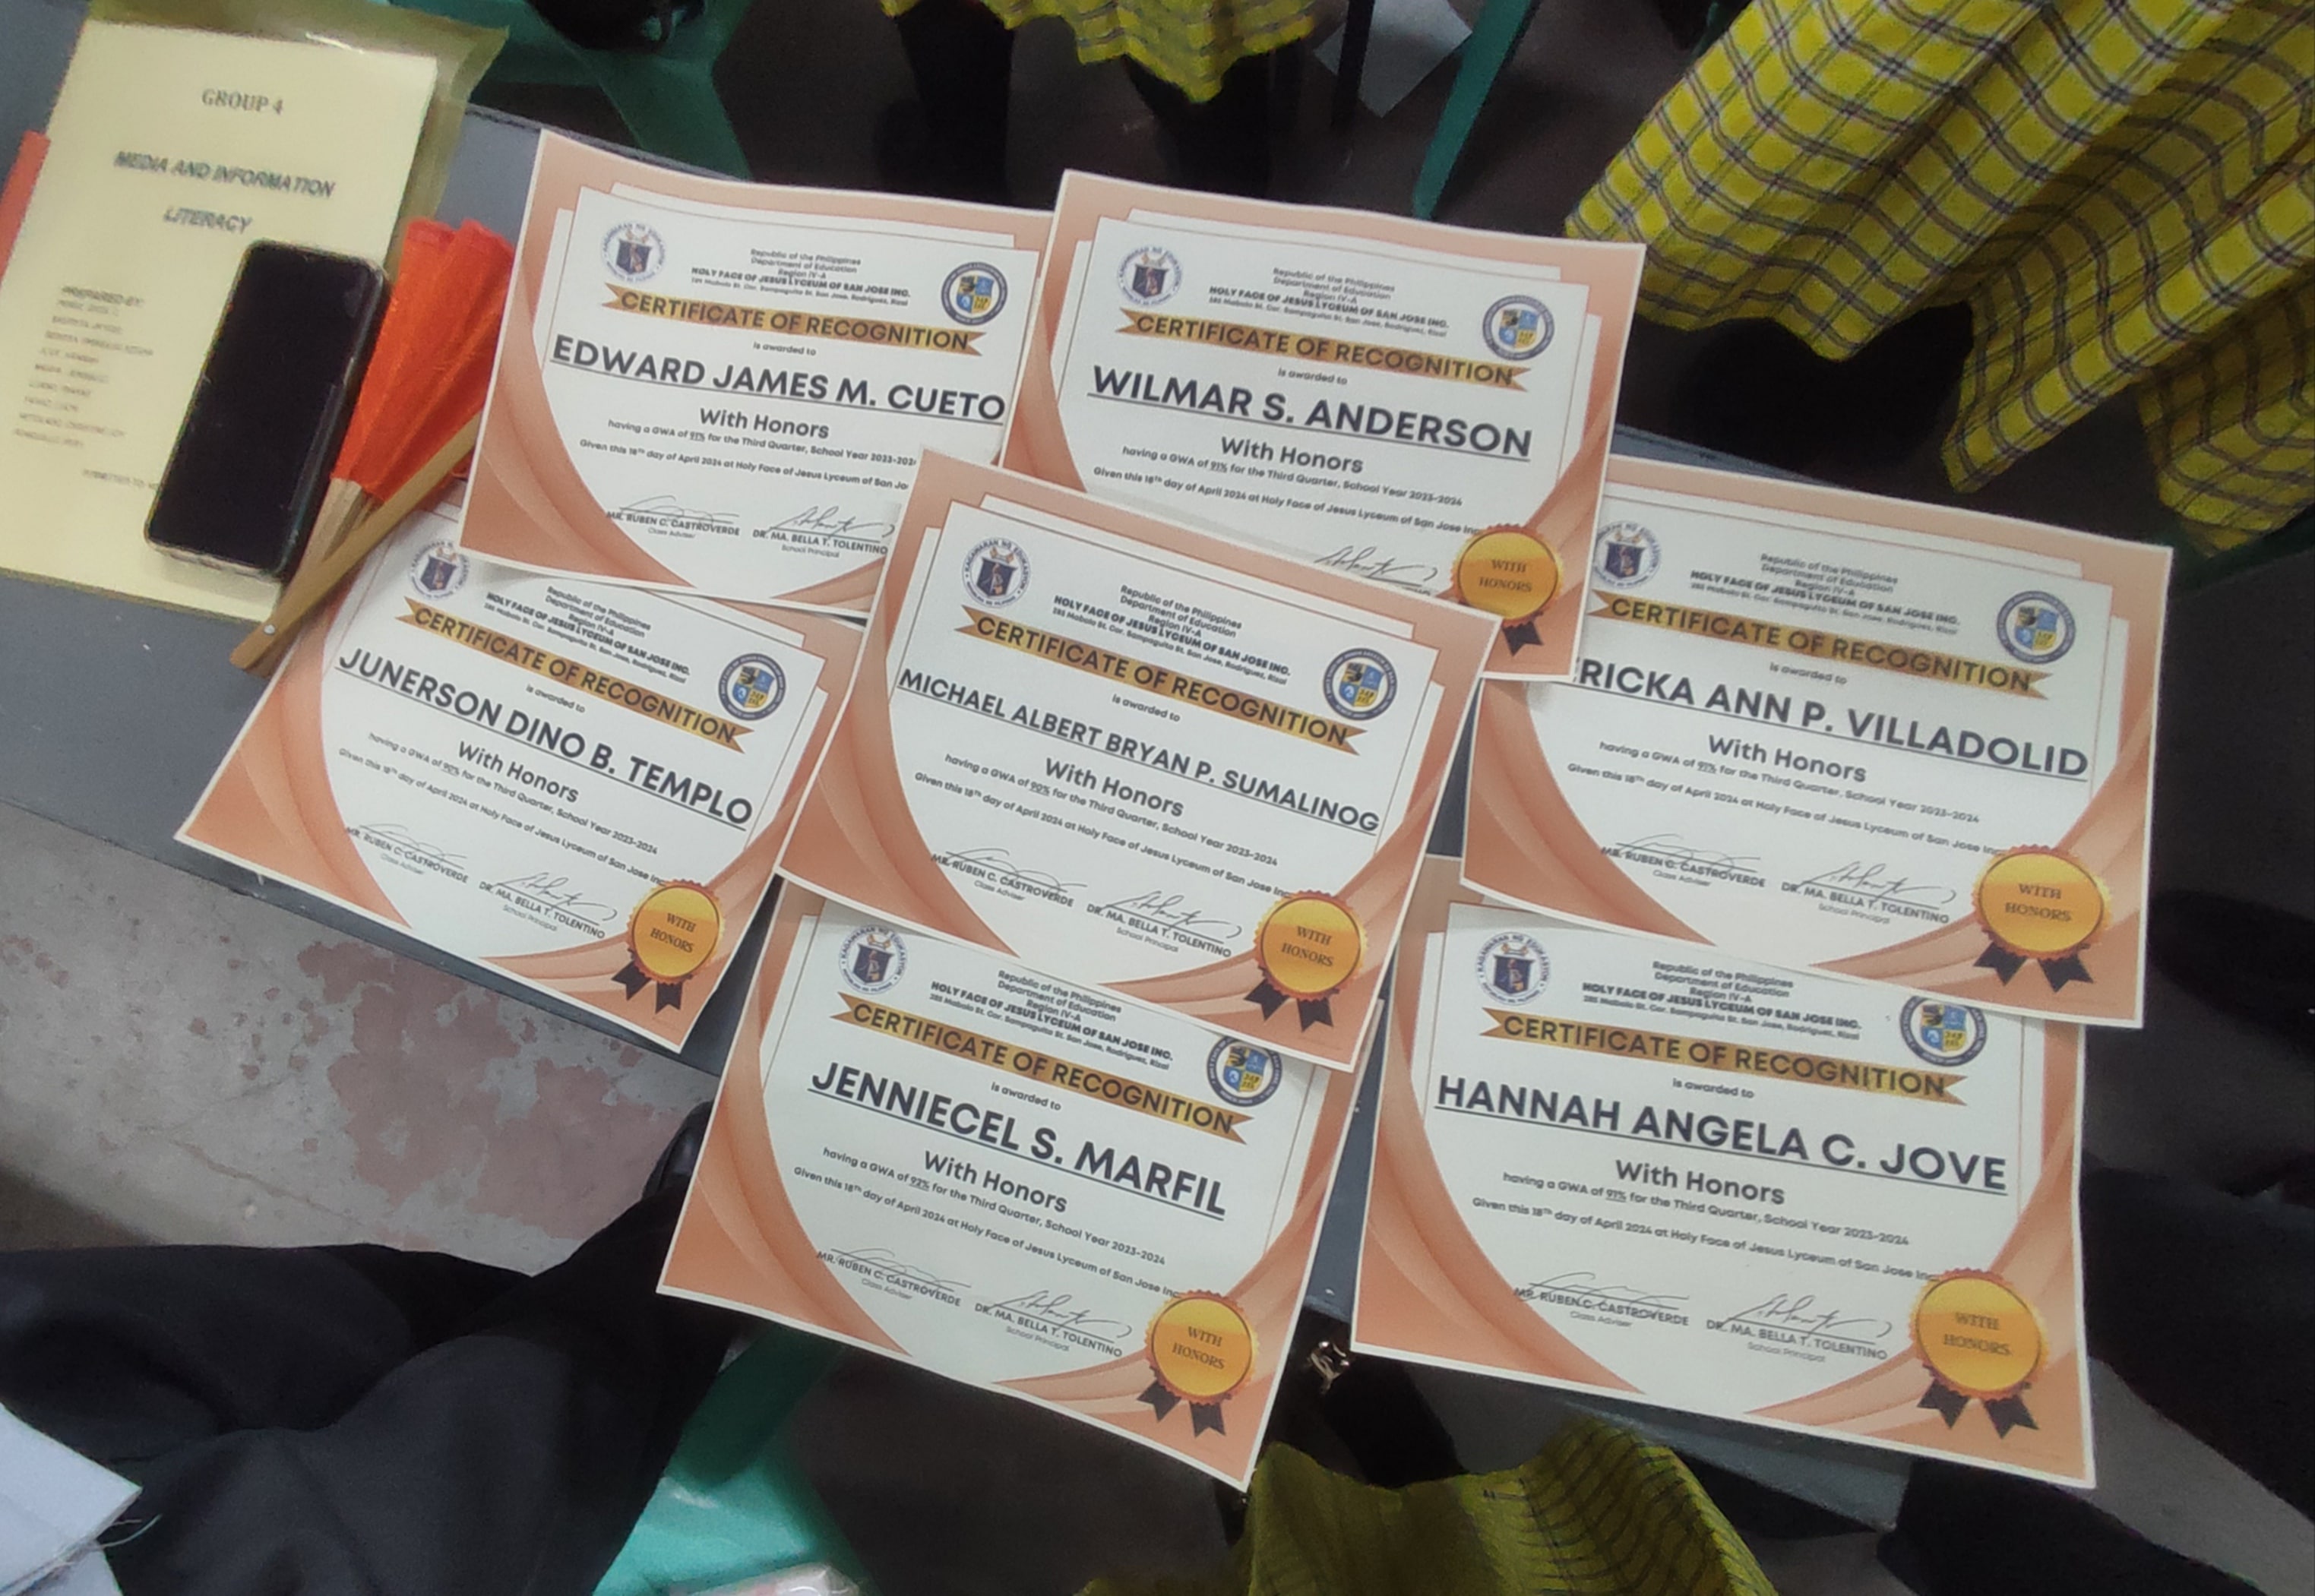 GROUP 4
MEDIA AND INFORMATION
LITERACY
PREPARED BY:
Republic of the Philippines
Department of Education
Region IV-A
HOLY FACE OF JESUS LYCEUM OF SAN JOSE INC.
285 Mabolo St. Cor. Sampaguita St. San Jose, Rodriguez, Rizal
CERTIFICATE OF RECOGNITION
is awarded to
EDWARD JAMES M. CUETO
With Honors
having a GWA of 91% for the Third Quarter, School Year 2023-202
Given this 18th day of April 2024 at Holy Face of Jesus Lyceum of San Jo
MR. RUBEN C. CASTROVERDE
Class Adviser
DR. MA. BELLA T. TOLENTINO
School Principal
Republic of the Philippines
Department of Education
Region IV-A
HOLY FACE OF JESUS LYCEUM OF SAN JOSE INC.
285 Mabolo St. Cor. Sampaguita St. San Jose, Rodriguez, Rizal
CERTIFICATE OF RECOGNITION
is awarded to
WILMAR S. ANDERSON
With Honors
having a GWA of 91% for the Third Quarter, School Year 2023-2024
Given this 18th day of April 2024 at Holy Face of Jesus Lyceum of San Jose Inc
WITH
HONORS
Republic of the Philippines
Department of Education
Region IV-A
HOLY FACE OF JESUS LYCEUM OF SAN JOSE INC.
285 Mabolo St. Cor. Sampaguita St. San Jose, Rodriguez, Rizal
CERTIFICATE OF RECOGNITION
is awarded to
JUNERSON DINO B. TEMPLO
With Honors
having a GWA of 90% for the Third Quarter, School Year 2023-2024
Given this 18th day of April 2024 at Holy Face of Jesus Lyceum of San Jose Inc
MR. RUBEN C. CASTROVERDE
Class Adviser
DR. MA. BELLA T. TOLENTINO
School Principal
WITH
HONORS
Republic of the Philippines
Department of Education
Region IV-A
HOLY FACE OF JESUS LYCEUM OF SAN JOSE INC.
285 Mabolo St. Cor. Sampaguita St. San Jose, Rodriguez, Rizal
CERTIFICATE OF RECOGNITION
is awarded to
MICHAEL ALBERT BRYAN P. SUMALINOG
With Honors
having a GWA of 90% for the Third Quarter, School Year 2023-2024
Given this 18th day of April 2024 at Holy Face of Jesus Lyceum of San Jose Inc
MR. RUBEN C. CASTROVERDE
Class Adviser
DR. MA. BELLA T. TOLENTINO
School Principal
WITH
HONORS
Republic of the Philippines
Department of Education
Region IV-A
HOLY FACE OF JESUS LYCEUM OF SAN JOSE INC.
285 Mabolo St. Cor. Sampaguita St. San Jose, Rodriguez, Rizal
CERTIFICATE OF RECOGNITION
is awarded to
RICKA ANN P. VILLADOLID
With Honors
having a GWA of 91% for the Third Quarter, School Year 2023-2024
Given this 18th day of April 2024 at Holy Face of Jesus Lyceum of San Jose Inc
MR. RUBEN C. CASTROVERDE
Class Adviser
DR. MA. BELLA T. TOLENTINO
School Principal
WITH
HONORS
Republic of the Philippines
Department of Education
Region IV-A
HOLY FACE OF JESUS LYCEUM OF SAN JOSE INC.
285 Mabolo St. Cor. Sampaguita St. San Jose, Rodriguez, Rizal
CERTIFICATE OF RECOGNITION
is awarded to
JENNIECEL S. MARFIL
With Honors
having a GWA of 92% for the Third Quarter, School Year 2023-2024
Given this 18th day of April 2024 at Holy Face of Jesus Lyceum of San Jose Inc
MR. RUBEN C. CASTROVERDE
Class Adviser
DR. MA. BELLA T. TOLENTINO
School Principal
WITH
HONORS
Republic of the Philippines
Department of Education
Region IV-A
HOLY FACE OF JESUS LYCEUM OF SAN JOSE INC.
285 Mabolo St. Cor. Sampaguita St. San Jose, Rodriguez, Rizal
CERTIFICATE OF RECOGNITION
is awarded to
HANNAH ANGELA C. JOVE
With Honors
having a GWA of 91% for the Third Quarter, School Year 2023-2024
Given this 18th day of April 2024 at Holy Face of Jesus Lyceum of San Jose Inc
MR. RUBEN C. CASTROVERDE
Class Adviser
DR. MA. BELLA T. TOLENTINO
School Principal
WITH
HONORS